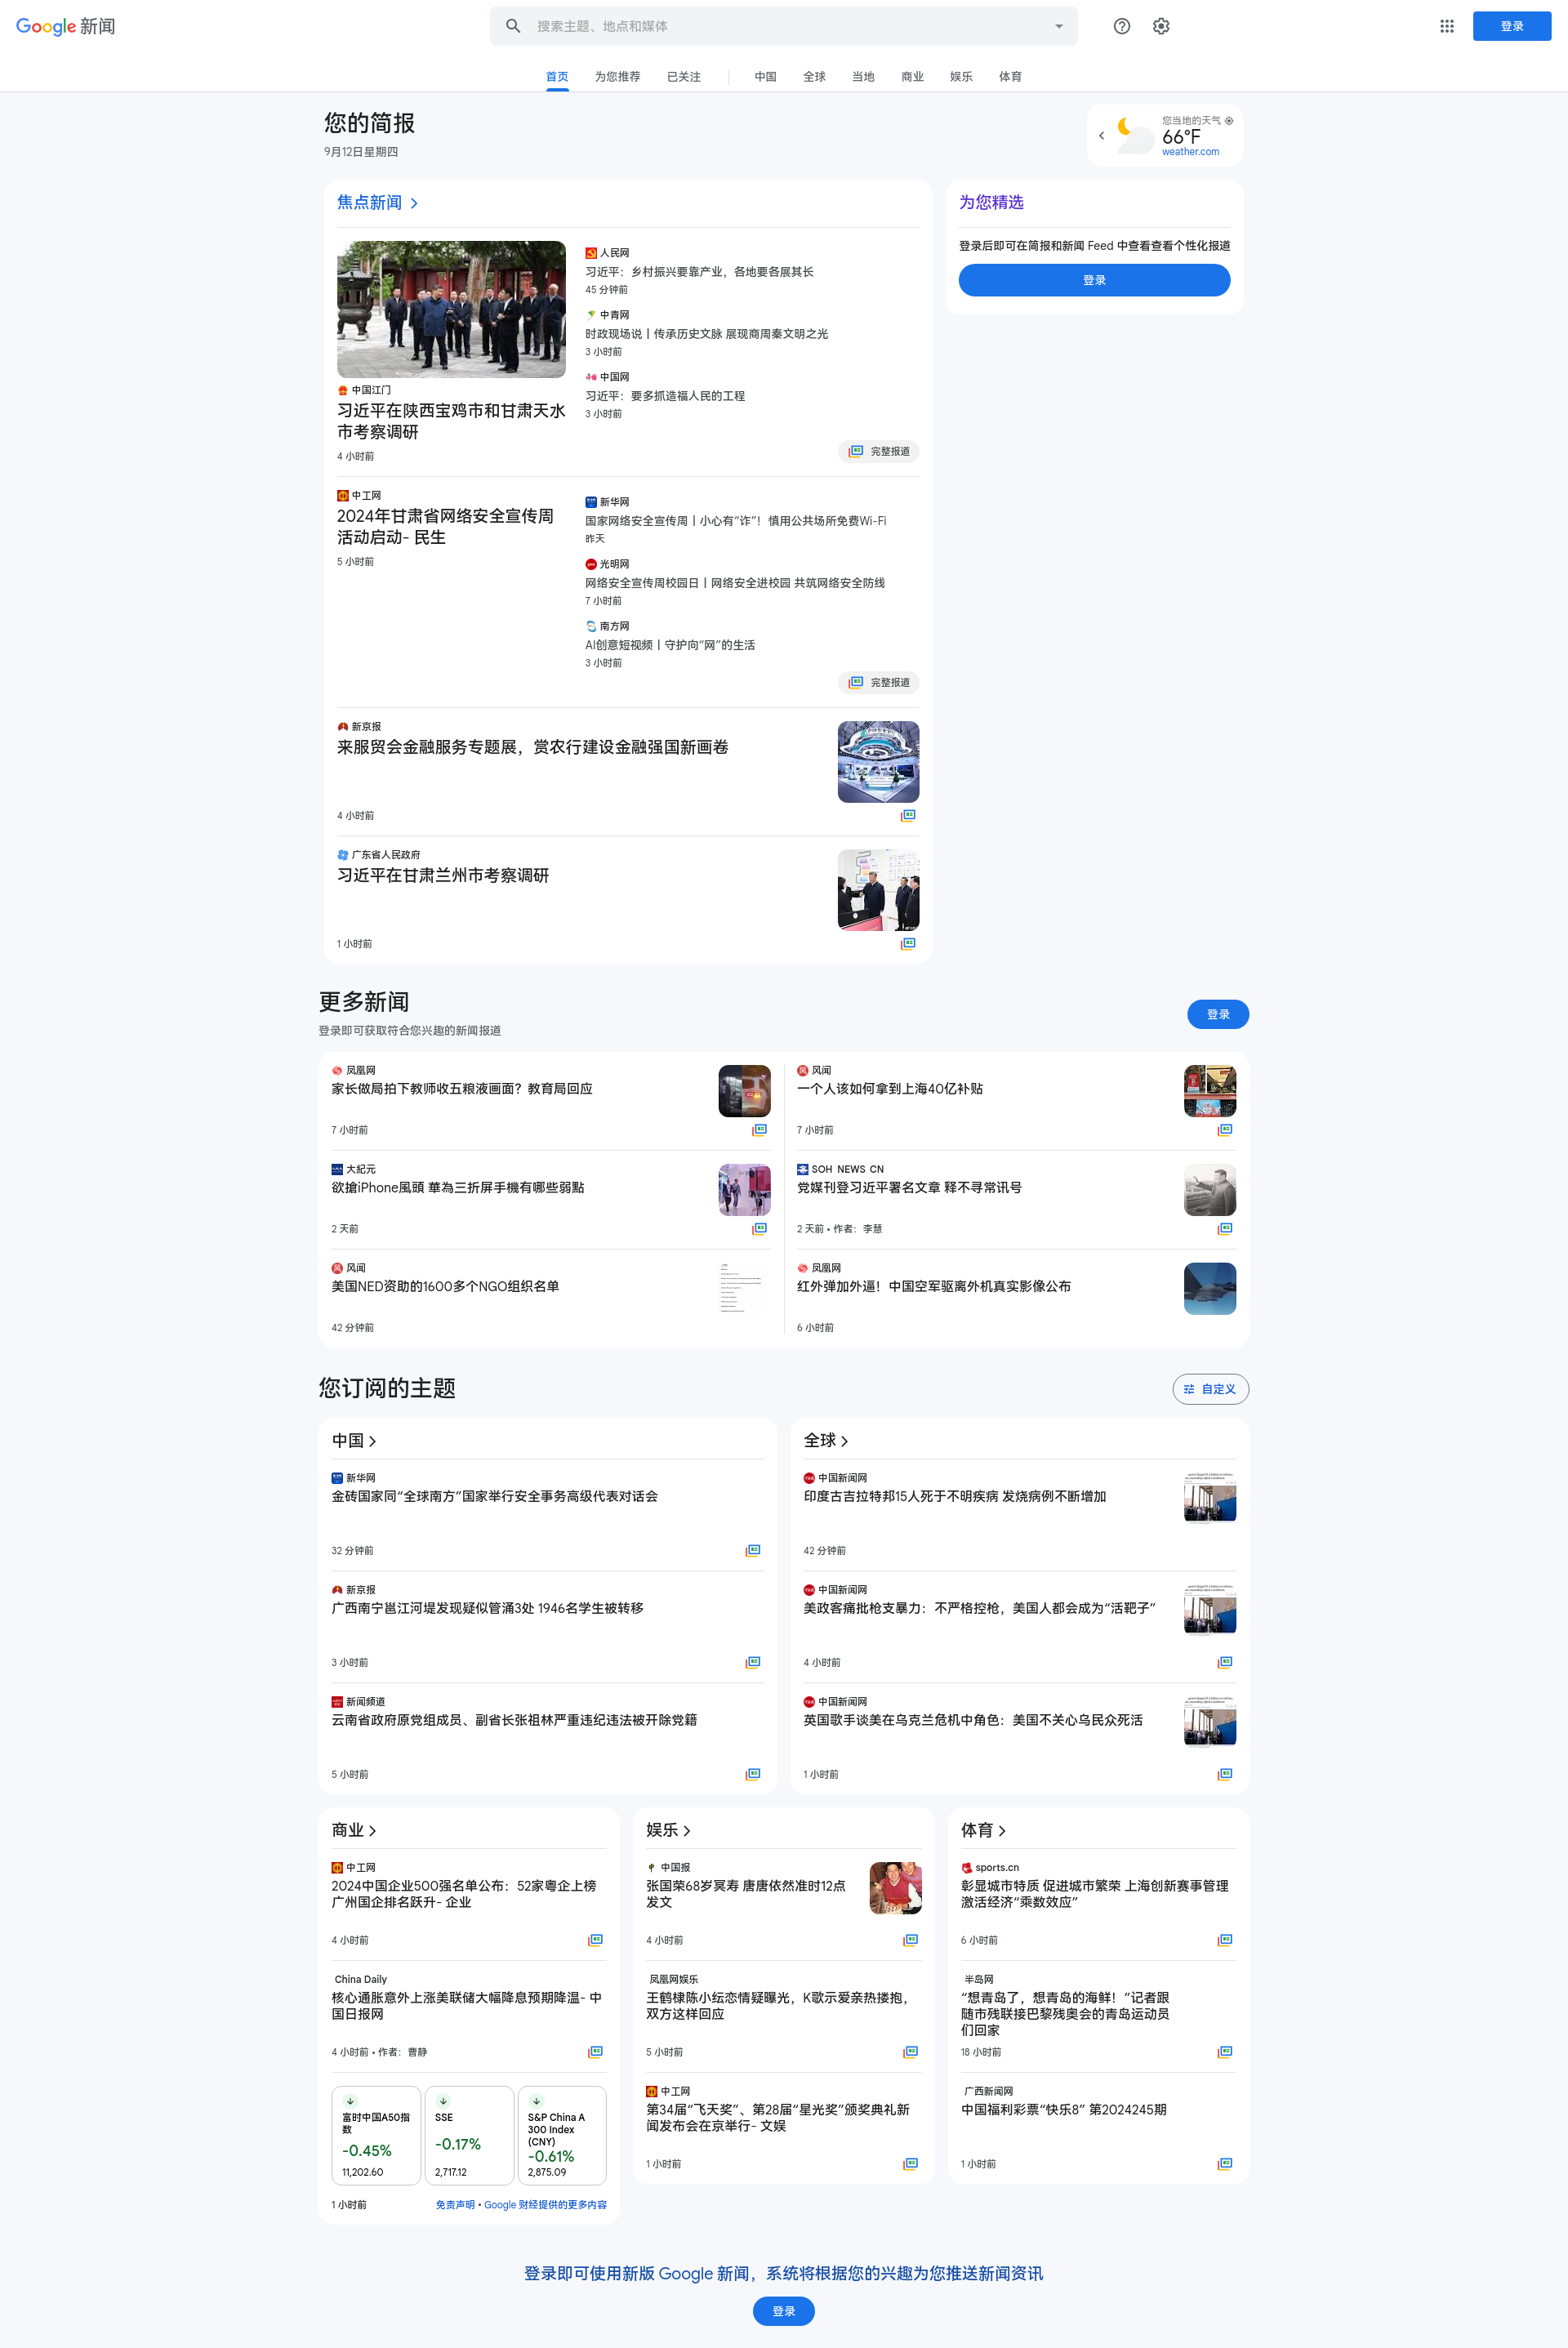 Google 新闻
搜索主题、地点和媒体
登录
首页
为您推荐
已关注
中国
全球
当地
商业
娱乐
体育
您的简报
9月12日星期四
您当地的天气
66°F
weather.com
焦点新闻
中国江门
习近平在陕西宝鸡市和甘肃天水
市考察调研
4 小时前
人民网
习近平：乡村振兴要靠产业，各地要各展其长
45 分钟前
中青网
时政现场说丨传承历史文脉 展现商周秦文明之光
3 小时前
中国网
习近平：要多抓造福人民的工程
3 小时前
完整报道
中工网
2024年甘肃省网络安全宣传周
活动启动- 民生
5 小时前
新华网
国家网络安全宣传周丨小心有“诈”！慎用公共场所免费Wi-Fi
昨天
光明网
网络安全宣传周校园日丨网络安全进校园 共筑网络安全防线
7 小时前
南方网
AI创意短视频丨守护向“网”的生活
3 小时前
完整报道
新京报
来服贸会金融服务专题展，赏农行建设金融强国新画卷
4 小时前
广东省人民政府
习近平在甘肃兰州市考察调研
1 小时前
为您精选
登录后即可在简报和新闻 Feed 中查看查看个性化报道
登录
更多新闻
登录即可获取符合您兴趣的新闻报道
登录
凤凰网
家长做局拍下教师收五粮液画面？教育局回应
7 小时前
风闻
一个人该如何拿到上海40亿补贴
7 小时前
大紀元
欲搶iPhone風頭 華為三折屏手機有哪些弱點
2 天前
SOH NEWS CN
党媒刊登习近平署名文章 释不寻常讯号
2 天前 • 作者：李慧
风闻
美国NED资助的1600多个NGO组织名单
42 分钟前
凤凰网
红外弹加外逼！中国空军驱离外机真实影像公布
6 小时前
您订阅的主题
自定义
中国
新华网
金砖国家同“全球南方”国家举行安全事务高级代表对话会
32 分钟前
新京报
广西南宁邕江河堤发现疑似管涌3处 1946名学生被转移
3 小时前
新闻频道
云南省政府原党组成员、副省长张祖林严重违纪违法被开除党籍
5 小时前
全球
中国新闻网
印度古吉拉特邦15人死于不明疾病 发烧病例不断增加
42 分钟前
中国新闻网
美政客痛批枪支暴力：不严格控枪，美国人都会成为“活靶子”
4 小时前
中国新闻网
英国歌手谈美在乌克兰危机中角色：美国不关心乌民众死活
1 小时前
商业
中工网
2024中国企业500强名单公布：52家粤企上榜
广州国企排名跃升- 企业
4 小时前
China Daily
核心通胀意外上涨美联储大幅降息预期降温- 中
国日报网
4 小时前 • 作者：曹静
富时中国A50指
数
-0.45%
11,202.60
SSE
-0.17%
2,717.12
S&P China A
300 Index
(CNY)
-0.61%
2,875.09
1 小时前
免责声明 • Google 财经提供的更多内容
娱乐
中国报
张国荣68岁冥寿 唐唐依然准时12点
发文
4 小时前
凤凰网娱乐
王鹤棣陈小纭恋情疑曝光，K歌示爱亲热搂抱，
双方这样回应
5 小时前
中工网
第34届“飞天奖”、第28届“星光奖”颁奖典礼新
闻发布会在京举行- 文娱
1 小时前
体育
sports.cn
彰显城市特质 促进城市繁荣 上海创新赛事管理
激活经济“乘数效应”
6 小时前
半岛网
“想青岛了，想青岛的海鲜！”记者跟
随市残联接巴黎残奥会的青岛运动员
们回家
18 小时前
广西新闻网
中国福利彩票“快乐8” 第2024245期
1 小时前
登录即可使用新版 Google 新闻，系统将根据您的兴趣为您推送新闻资讯
登录